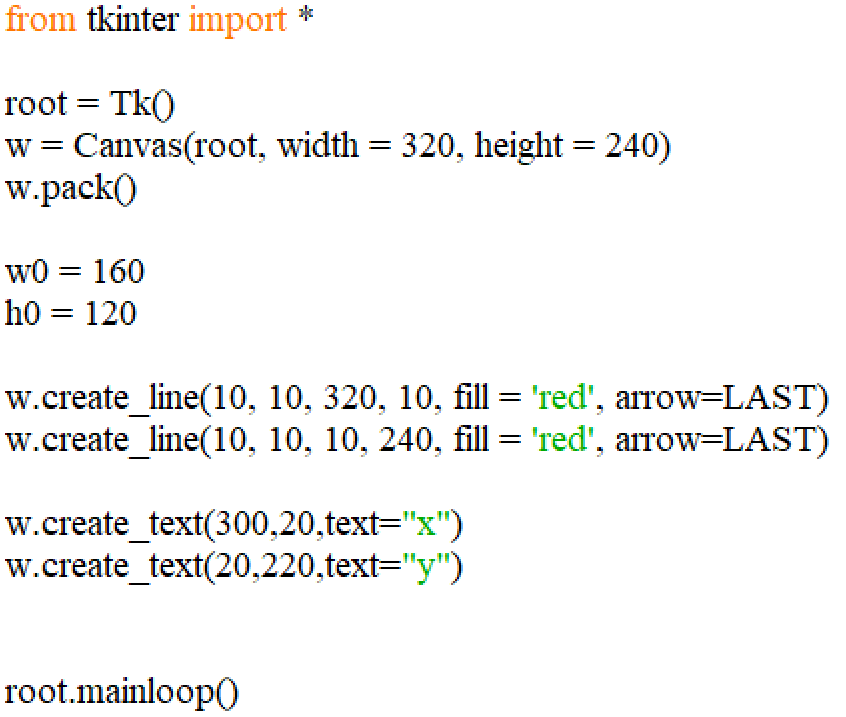 from tkinter import *
root = Tk()
w = Canvas(root, width = 320, height = 240)
w.pack()
w0 = 160
h0 = 120
w.create_line(10, 10, 320, 10, fill = 'red', arrow=LAST)
w.create_line(10, 10, 10, 240, fill = 'red', arrow=LAST)
w.create_text(300,20,text="x")
w.create_text(20,220,text="y")
root.mainloop()